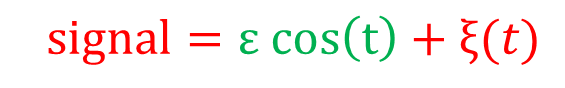 signal = ε cos(t) + ξ(t)